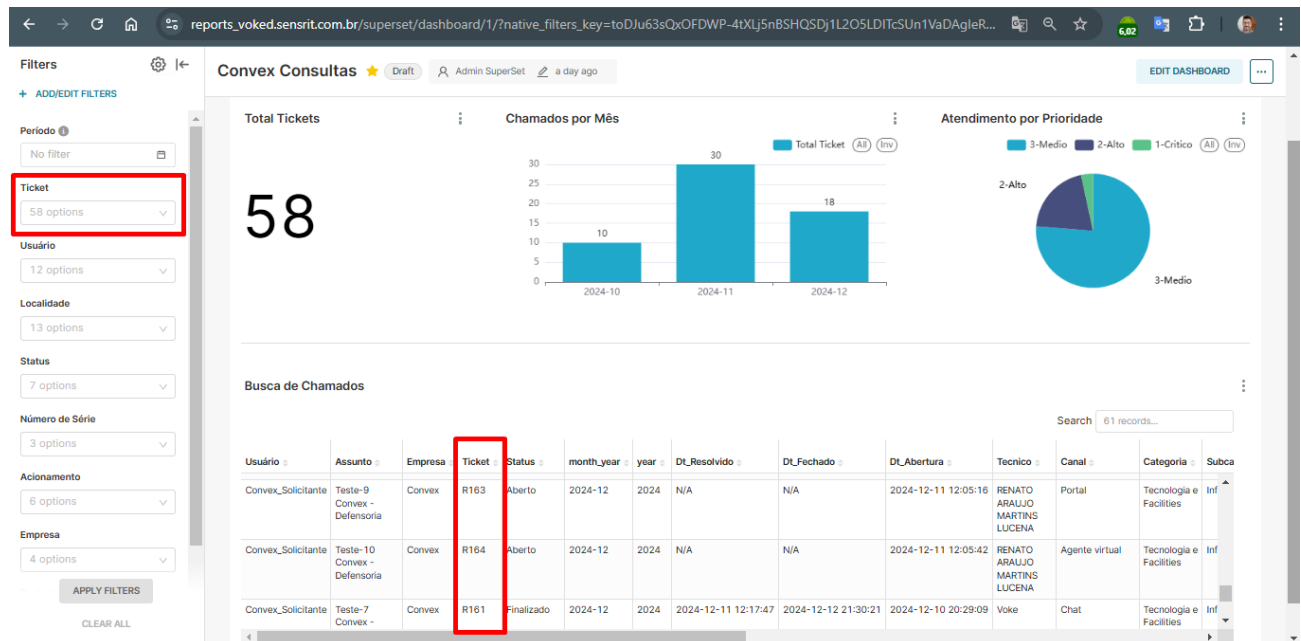 reports_voked.sensrit.com.br/superset/dashboard/1/?native_filters_key=toDJu63sQxOFDWP-4tXLj5nBSHQSDj1L2O5LDITcSUn1VaDAgIeR...
6,02
Filters
+ ADD/EDIT FILTERS
Período
No filter
Ticket
58 options
Usuário
12 options
Localidade
13 options
Status
7 options
Número de Série
3 options
Acionamento
6 options
Empresa
4 options
APPLY FILTERS
CLEAR ALL
Convex Consultas Draft Admin SuperSet a day ago
EDIT DASHBOARD ...
Total Tickets
58
Chamados por Mês
Total Ticket All Inv
30
25
20
15
10
5
0
10
30
18
2024-10 2024-11 2024-12
Atendimento por Prioridade
3-Medio 2-Alto 1-Critico All Inv
2-Alto
3-Medio
Busca de Chamados
Search 61 records...
Usuário Assunto Empresa Ticket Status month_year year Dt_Resolvido Dt_Fechado Dt_Abertura Tecnico Canal Categoria Subca
Convex_Solicitante Teste-9 Convex R163 Aberto 2024-12 2024 N/A N/A 2024-12-11 12:05:16 RENATO Portal Tecnologia e Inf
Convex - ARAUJO Facilities
Defensoria MARTINS
LUCENA
Convex_Solicitante Teste-10 Convex R164 Aberto 2024-12 2024 N/A N/A 2024-12-11 12:05:42 RENATO Agente virtual Tecnologia e Inf
Convex - ARAUJO Facilities
Defensoria MARTINS
LUCENA
Convex_Solicitante Teste-7 Convex R161 Finalizado 2024-12 2024 2024-12-11 12:17:47 2024-12-12 21:30:21 2024-12-10 20:29:09 Voke Chat Tecnologia e Inf
Convex - Facilities